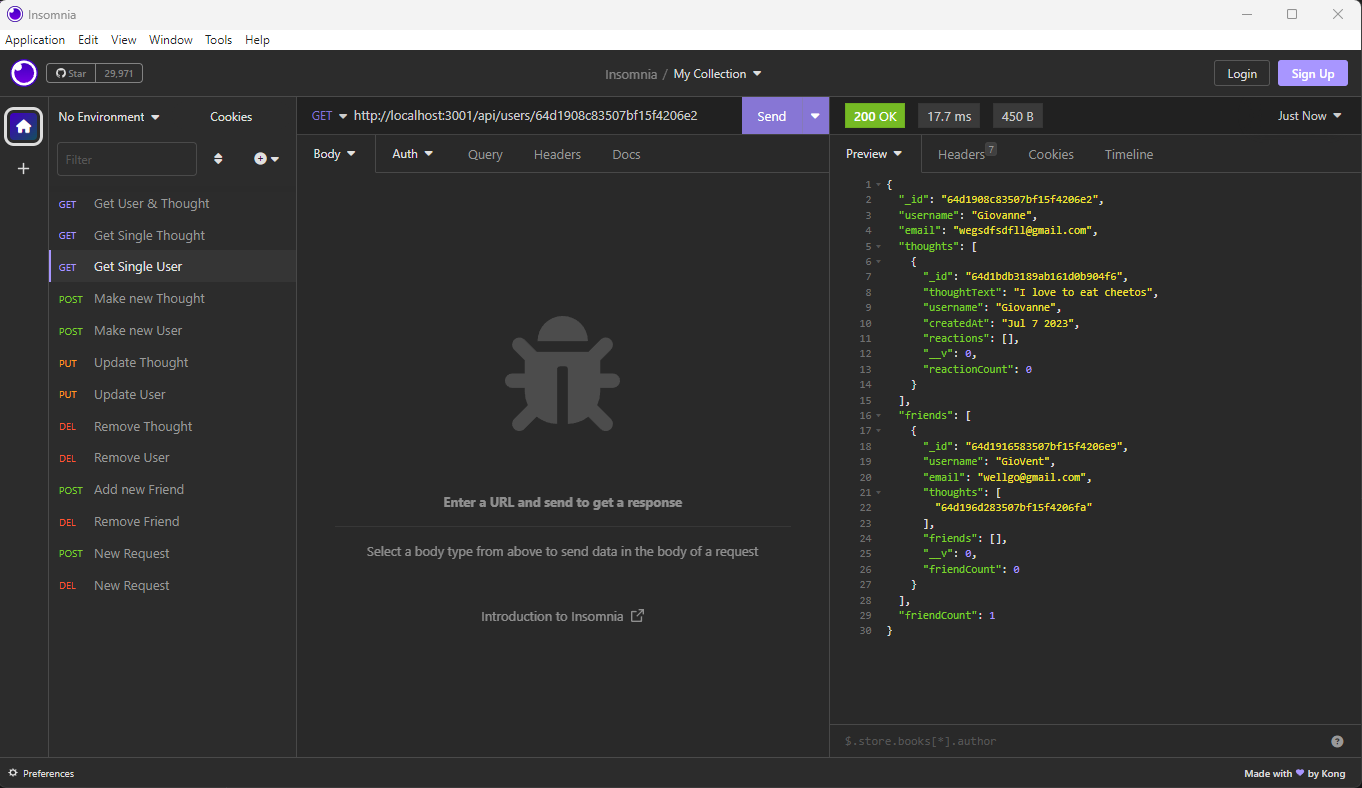 Insomnia
Application Edit View Window Tools Help
Star 29,971
Insomnia / My Collection
Login Sign Up
No Environment
Cookies
Filter
GET Get User & Thought
GET Get Single Thought
GET Get Single User
POST Make new Thought
POST Make new User
PUT Update Thought
PUT Update User
DEL Remove Thought
DEL Remove User
POST Add new Friend
DEL Remove Friend
POST New Request
DEL New Request
GET http://localhost:3001/api/users/64d1908c83507bf15f4206e2 Send
Body Auth Query Headers Docs
Enter a URL and send to get a response
Select a body type from above to send data in the body of a request
Introduction to Insomnia
200 OK 17.7 ms 450 B Just Now
Preview Headers 7 Cookies Timeline
1 {
2 "_id": "64d1908c83507bf15f4206e2",
3 "username": "Giovanne",
4 "email": "wegsdfsdfll@gmail.com",
5 "thoughts": [
6 {
7 "_id": "64d1bdb3189ab161d0b904f6",
8 "thoughtText": "I love to eat cheetos",
9 "username": "Giovanne",
10 "createdAt": "Jul 7 2023",
11 "reactions": [],
12 "__v": 0,
13 "reactionCount": 0
14 }
15 ],
16 "friends": [
17 {
18 "_id": "64d1916583507bf15f4206e9",
19 "username": "GioVent",
20 "email": "wellgo@gmail.com",
21 "thoughts": [
22 "64d196d283507bf15f4206fa"
23 ],
24 "friends": [],
25 "__v": 0,
26 "friendCount": 0
27 }
28 ],
29 "friendCount": 1
30 }
$.store.books[*].author ?
Preferences
Made with ♥ by Kong